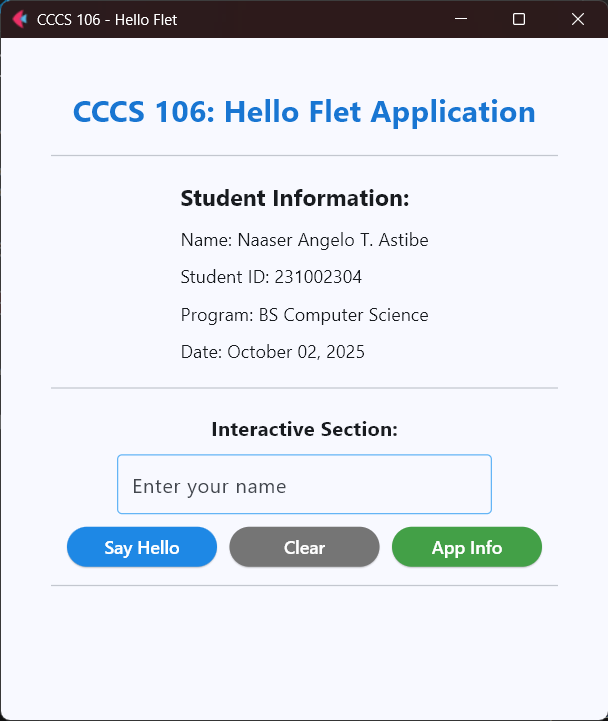 CCCS 106 - Hello Flet
CCCS 106: Hello Flet Application
Student Information:
Name: Naaser Angelo T. Astibe
Student ID: 231002304
Program: BS Computer Science
Date: October 02, 2025
Interactive Section:
Enter your name
Say Hello Clear App Info